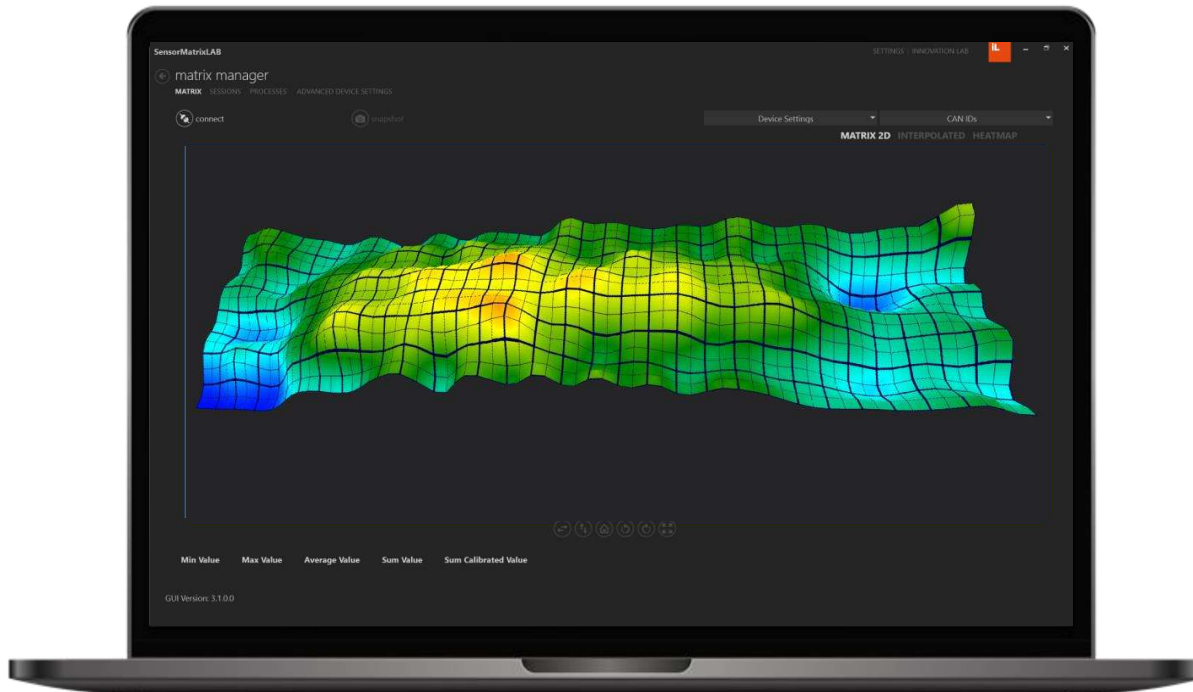 SensorMatrixLAB
SETTINGS INNOVATION LAB iL
matrix manager
MATRIX SESSIONS PROCESSES ADVANCED DEVICE SETTINGS
connect snapshot Device Settings CAN IDs
MATRIX 2D INTERPOLATED HEATMAP
Min Value Max Value Average Value Sum Value Sum Calibrated Value
GUI Version: 3.1.0.0